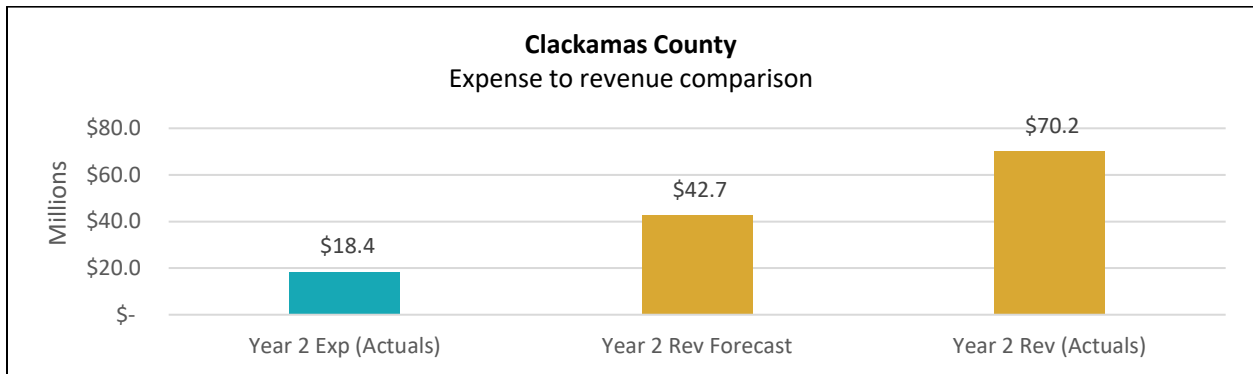 Clackamas County
Expense to revenue comparison
Millions
$80.0
$60.0
$40.0
$20.0
$-
$18.4
$42.7
$70.2
Year 2 Exp (Actuals)
Year 2 Rev Forecast
Year 2 Rev (Actuals)